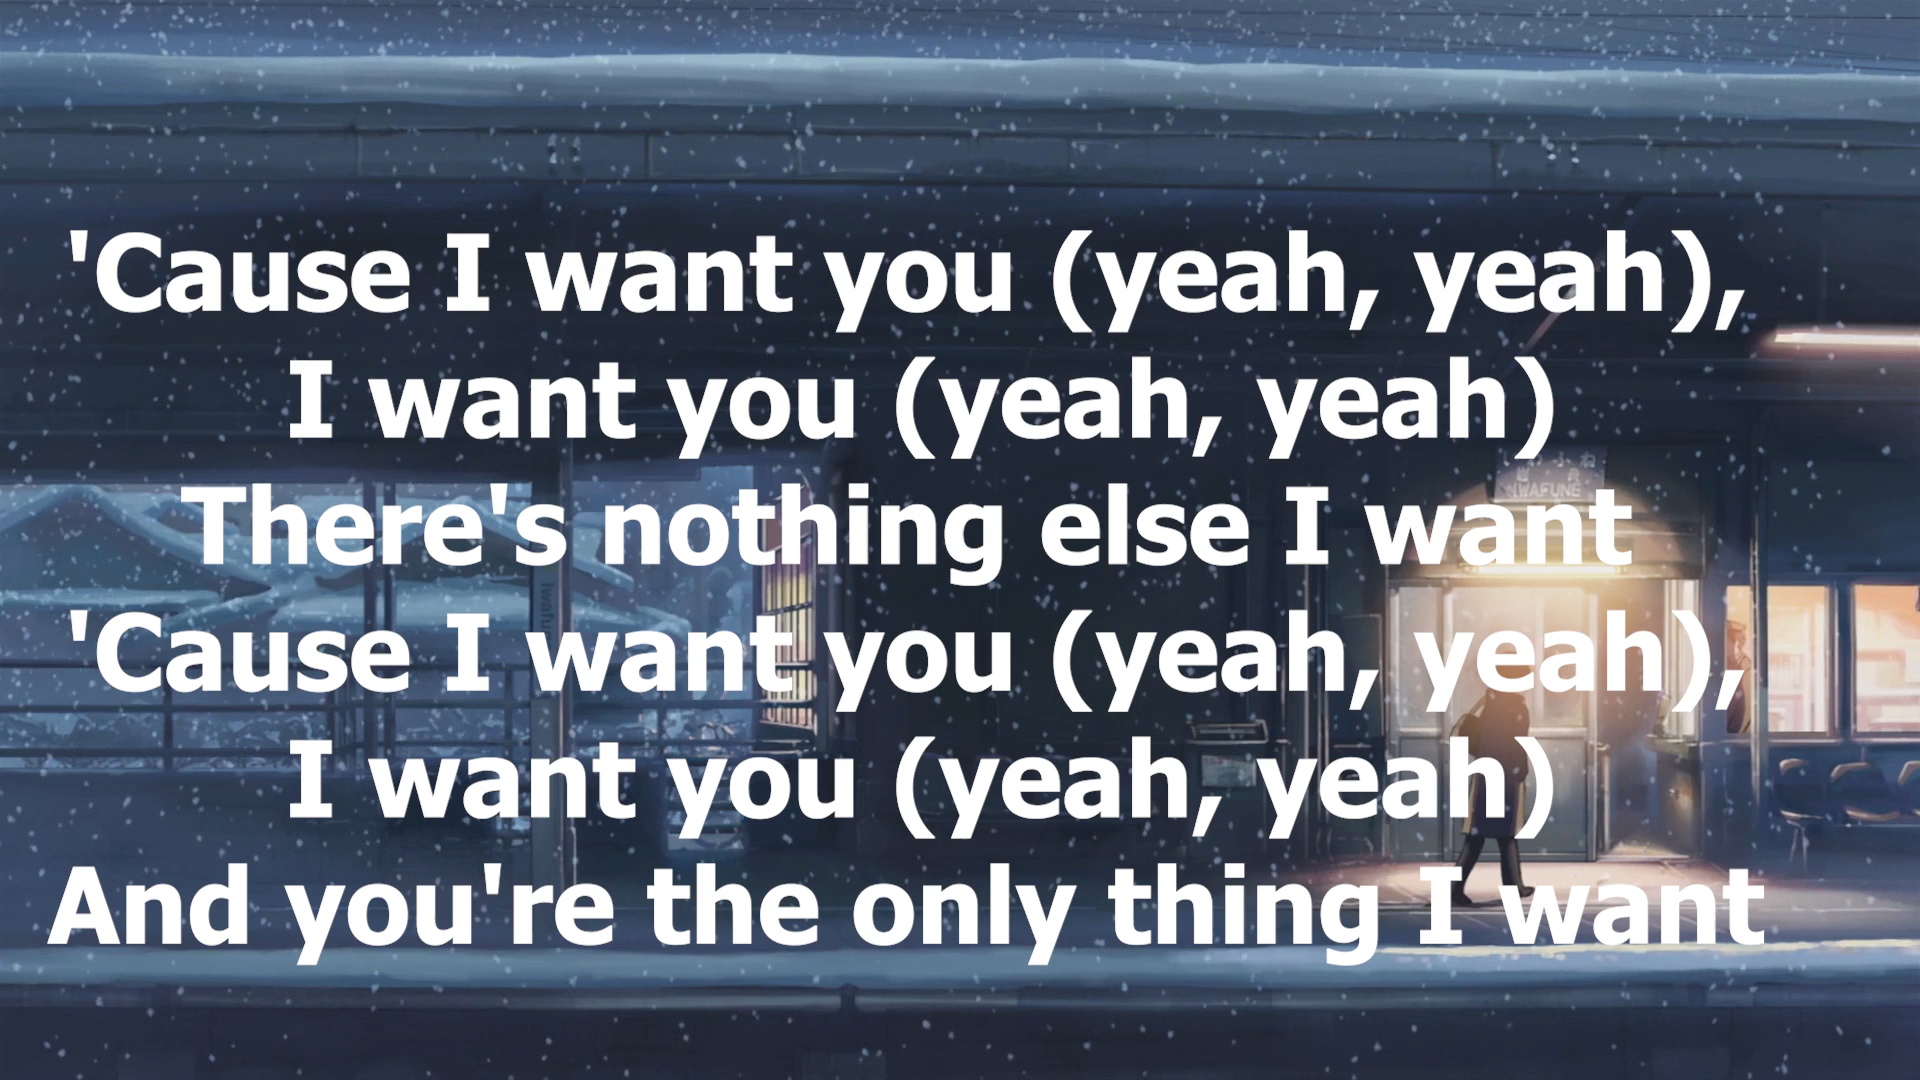 'Cause I want you (yeah, yeah),
I want you (yeah, yeah)
There's nothing else I want
'Cause I want you (yeah, yeah),
I want you (yeah, yeah)
And you're the only thing I want
IWAFUNE